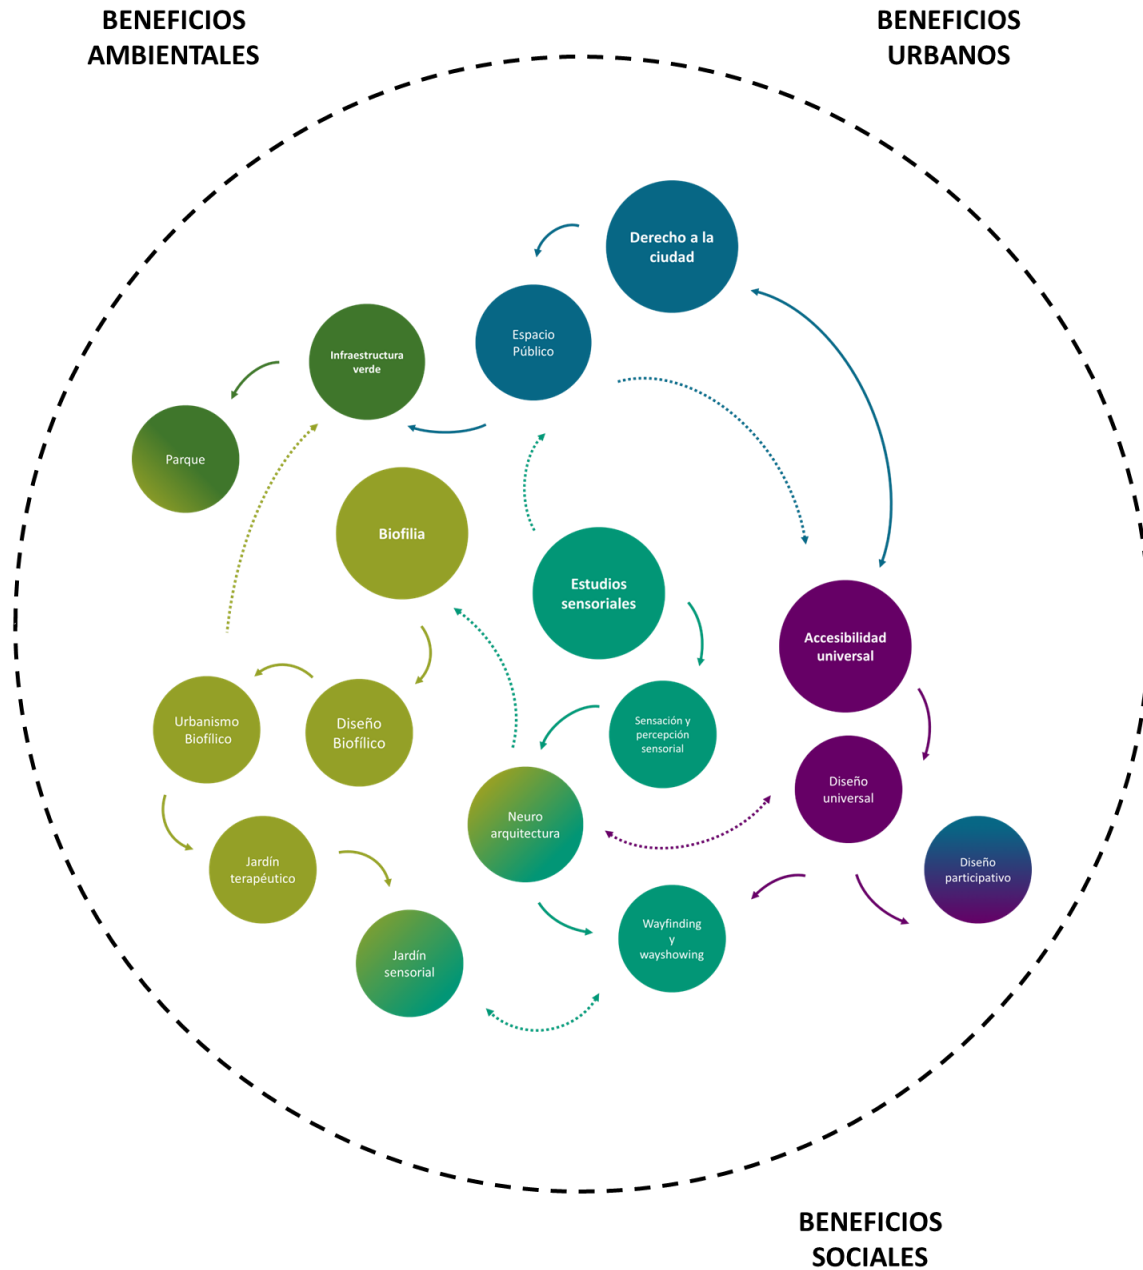 BENEFICIOS
AMBIENTALES
BENEFICIOS
URBANOS
Derecho a la
ciudad
Espacio
Público
Infraestructura
verde
Parque
Biofilia
Estudios
sensoriales
Accesibilidad
universal
Urbanismo
Biofílico
Diseño
Biofílico
Sensación y
percepción
sensorial
Diseño
universal
Neuro
arquitectura
Jardín
terapéutico
Diseño
participativo
Wayfinding
y
wayshowing
Jardín
sensorial
BENEFICIOS
SOCIALES